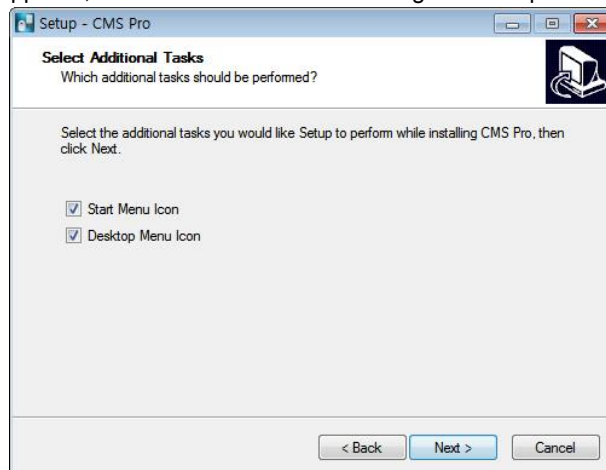 Setup - CMS Pro
Select Additional Tasks
Which additional tasks should be performed?
Select the additional tasks you would like Setup to perform while installing CMS Pro, then
click Next.
Start Menu Icon
Desktop Menu Icon
< Back
Next >
Cancel